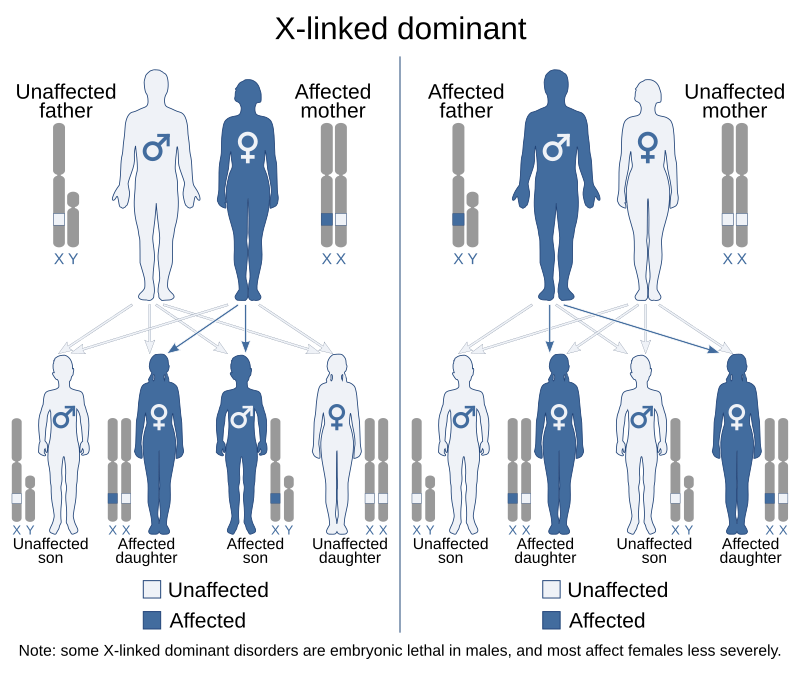 X-linked dominant
Unaffected
father
Affected
mother
X Y
X X
Affected
father
Unaffected
mother
X Y
X X
X Y
X X
X Y
X X
Unaffected
son
Affected
daughter
Affected
son
Unaffected
daughter
X Y
X X
X Y
X X
Unaffected
son
Affected
daughter
Unaffected
son
Affected
daughter
Unaffected
Affected
Unaffected
Affected
Note: some X-linked dominant disorders are embryonic lethal in males, and most affect females less severely.